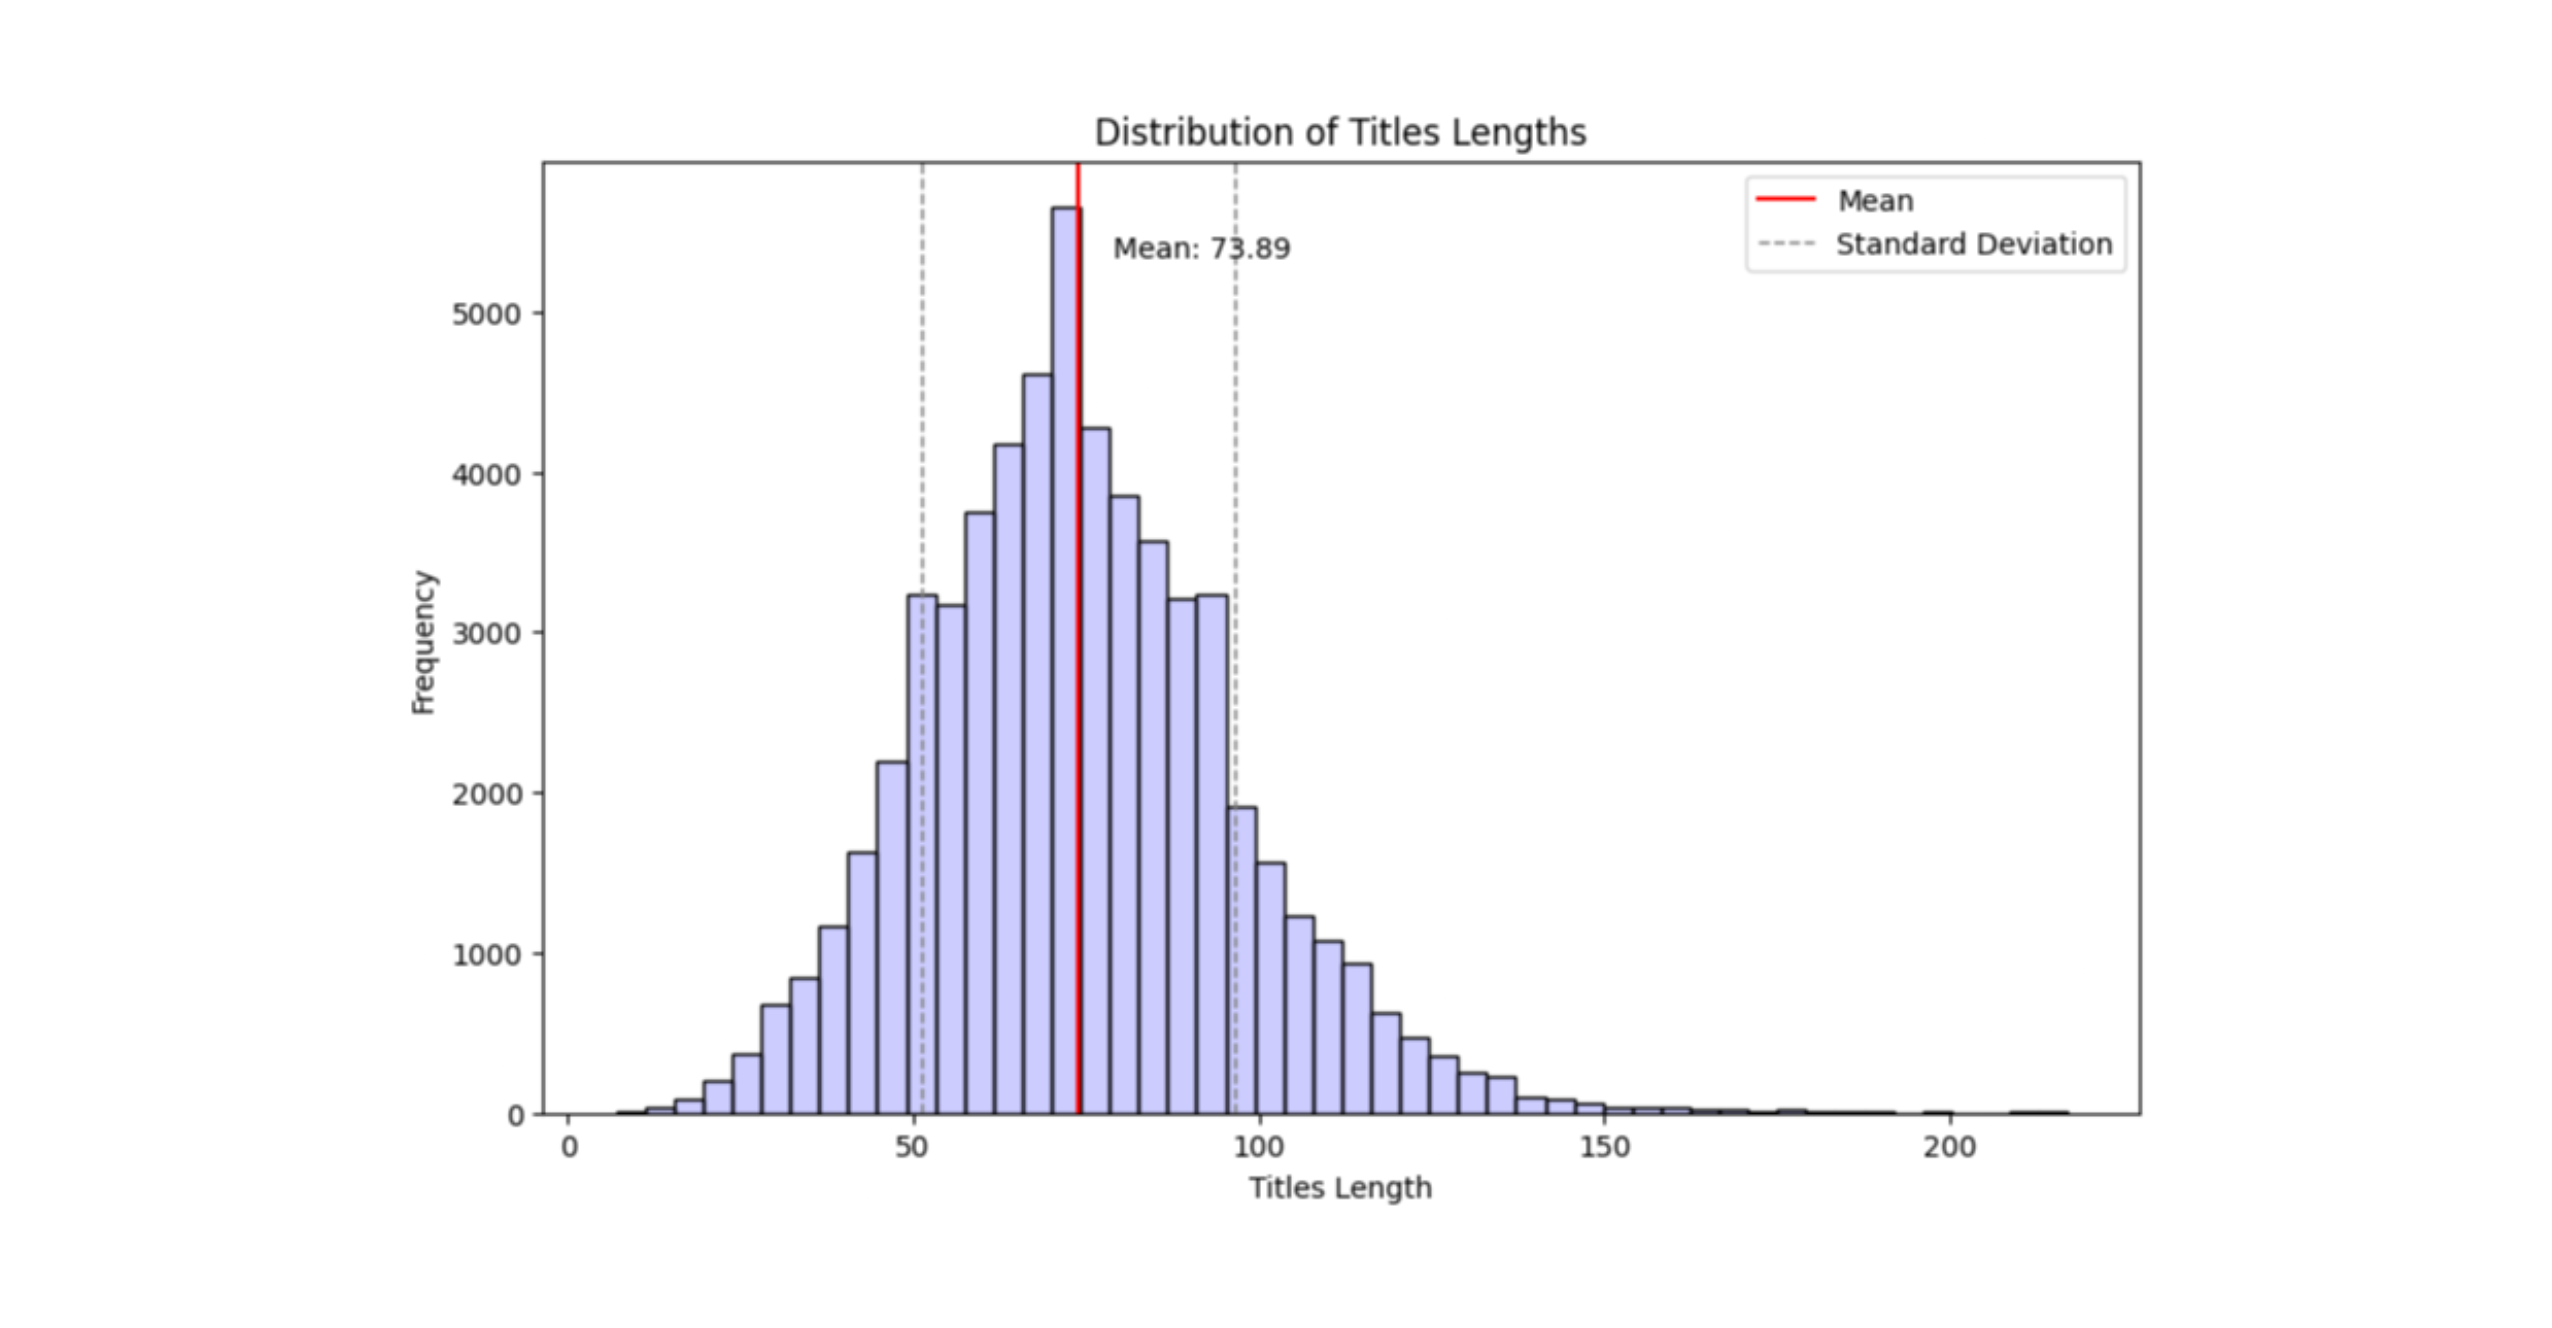 Distribution of Titles Lengths
Mean
Standard Deviation
Mean: 73.89
5000
4000
3000
2000
1000
0
Frequency
0 50 100 150 200
Titles Length